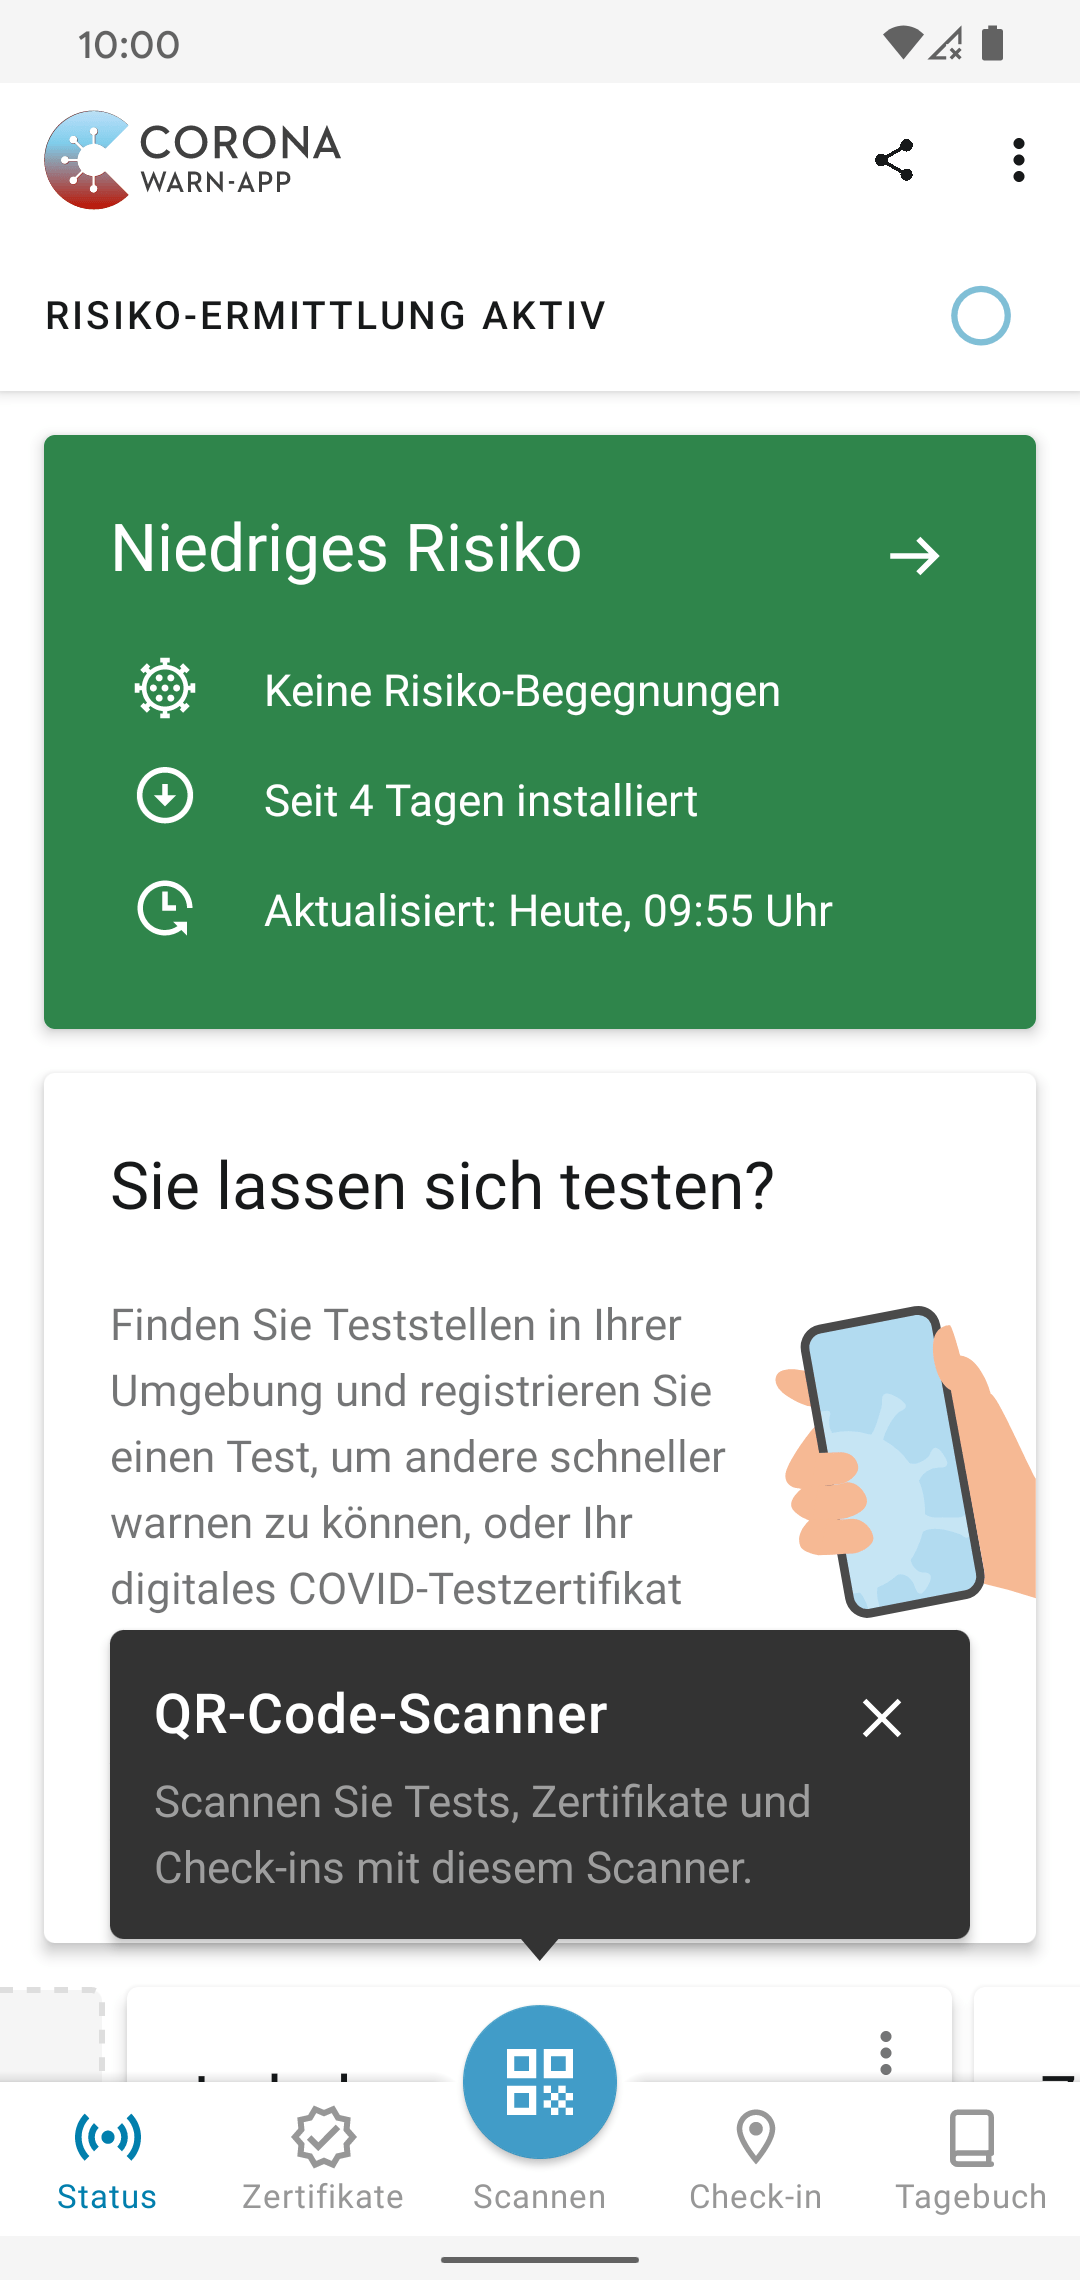 10:00
CORONA
WARN-APP
RISIKO-ERMITTLUNG AKTIV
Niedriges Risiko
Keine Risiko-Begegnungen
Seit 4 Tagen installiert
Aktualisiert: Heute, 09:55 Uhr
Sie lassen sich testen?
Finden Sie Teststellen in Ihrer
Umgebung und registrieren Sie
einen Test, um andere schneller
warnen zu können, oder Ihr
digitales COVID-Testzertifikat
QR-Code-Scanner
Scannen Sie Tests, Zertifikate und
Check-ins mit diesem Scanner.
Status
Zertifikate
Scannen
Check-in
Tagebuch